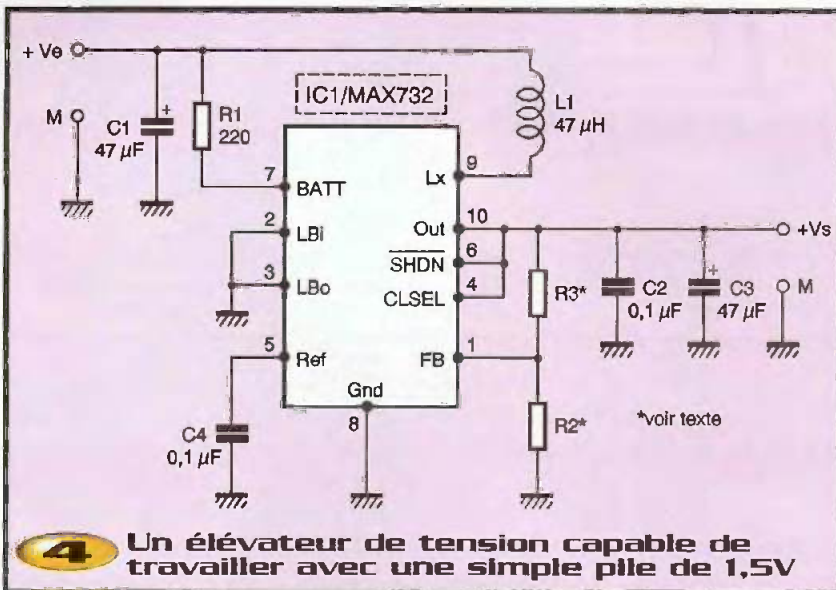 + Ve
IC1/MAX732
L1
47 µH
M
C1
47 µF
+
R1
220
7
BATT
Lx
9
2
LBi
Out
10
+Vs
3
LBo
SHDN
6
CLSEL
4
R3*
C2
0,1 µF
+
C3
47 µF
M
5
Ref
FB
1
Gnd
8
C4
0,1 µF
R2*
*voir texte
4
Un élévateur de tension capable de
travailler avec une simple pile de 1,5V